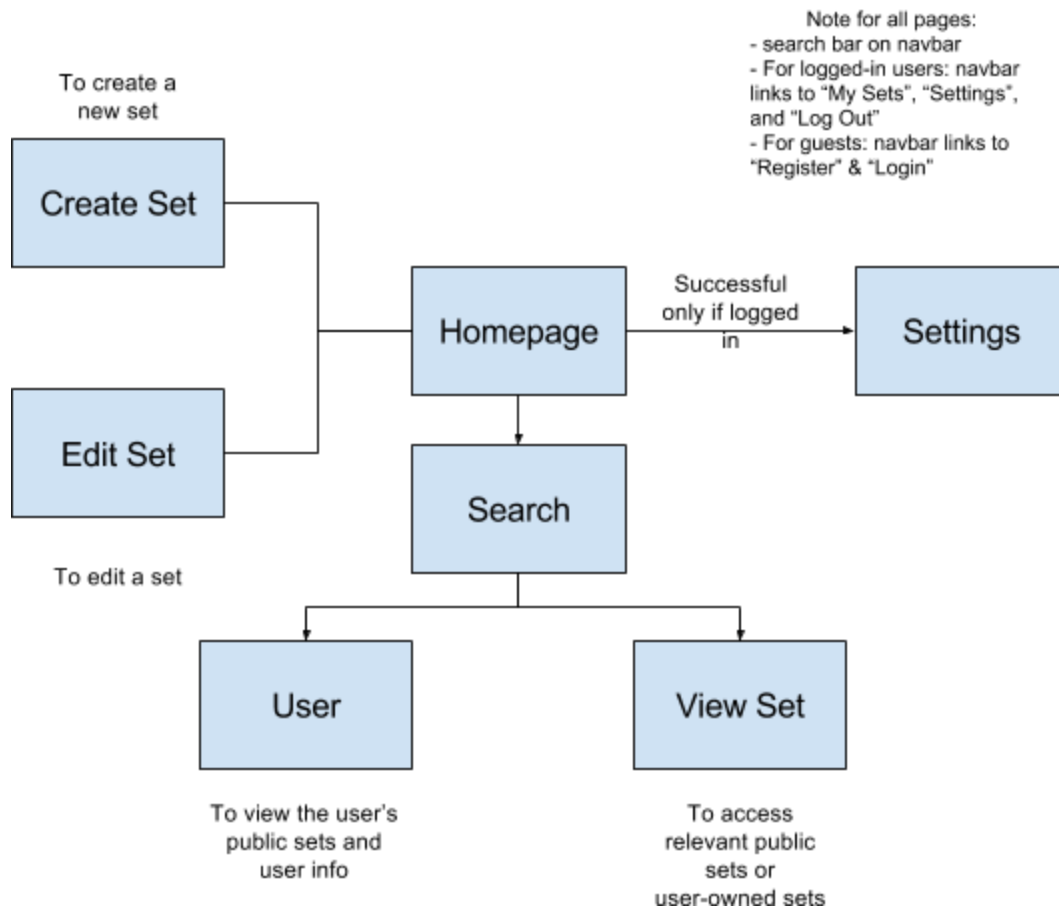 Note for all pages:
- search bar on navbar
- For logged-in users: navbar
links to “My Sets”, “Settings”,
and “Log Out”
- For guests: navbar links to
“Register” & “Login”
To create a
new set
Create Set
Homepage
Successful
only if logged
in
Settings
Edit Set
Search
To edit a set
User
View Set
To view the user’s
public sets and
user info
To access
relevant public
sets or
user-owned sets